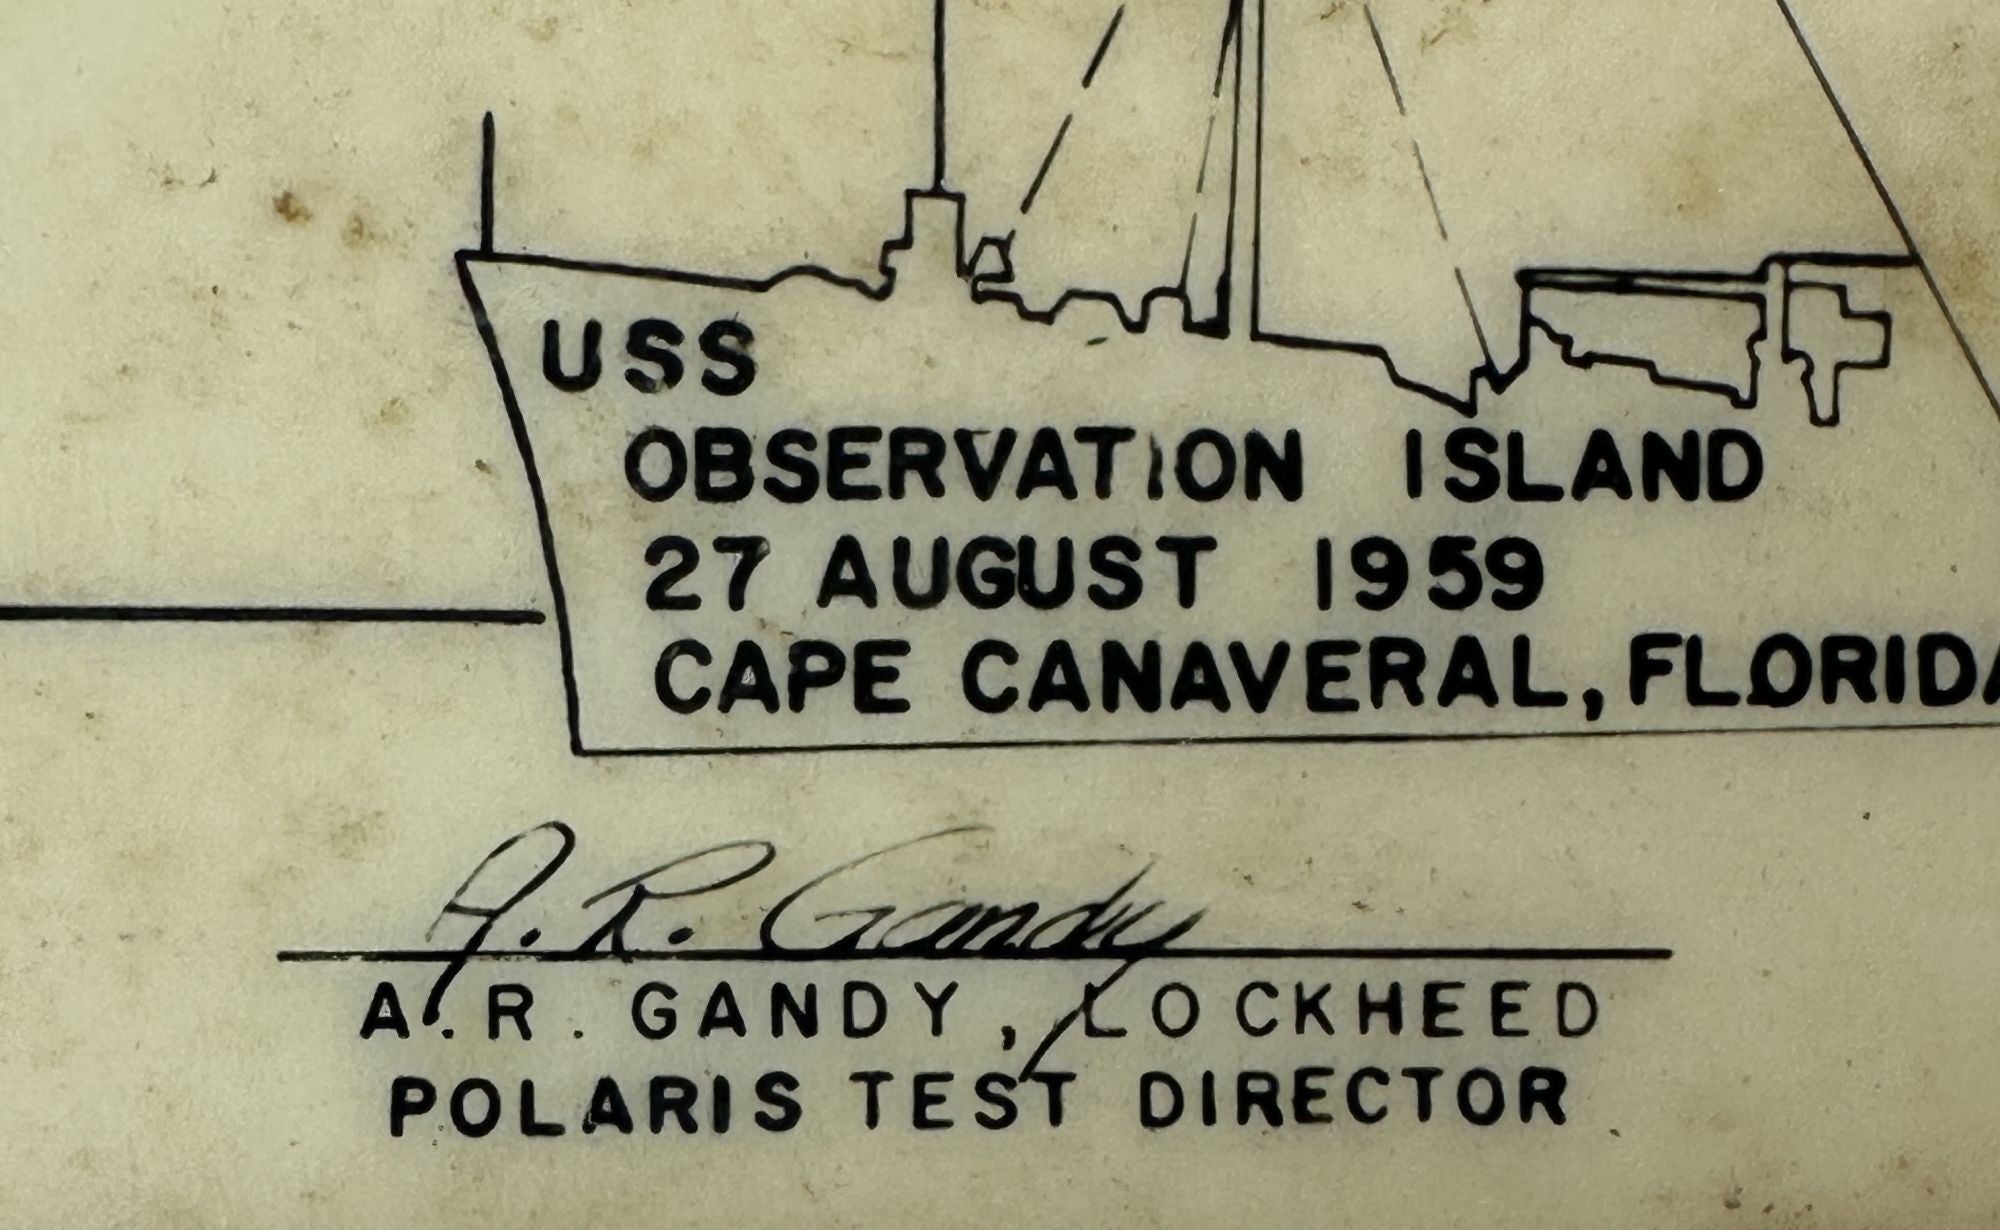 USS
OBSERVATION ISLAND
27 AUGUST 1959
CAPE CANAVERAL, FLORIDA
A. R. Gandy
A. R. GANDY, LOCKHEED
POLARIS TEST DIRECTOR